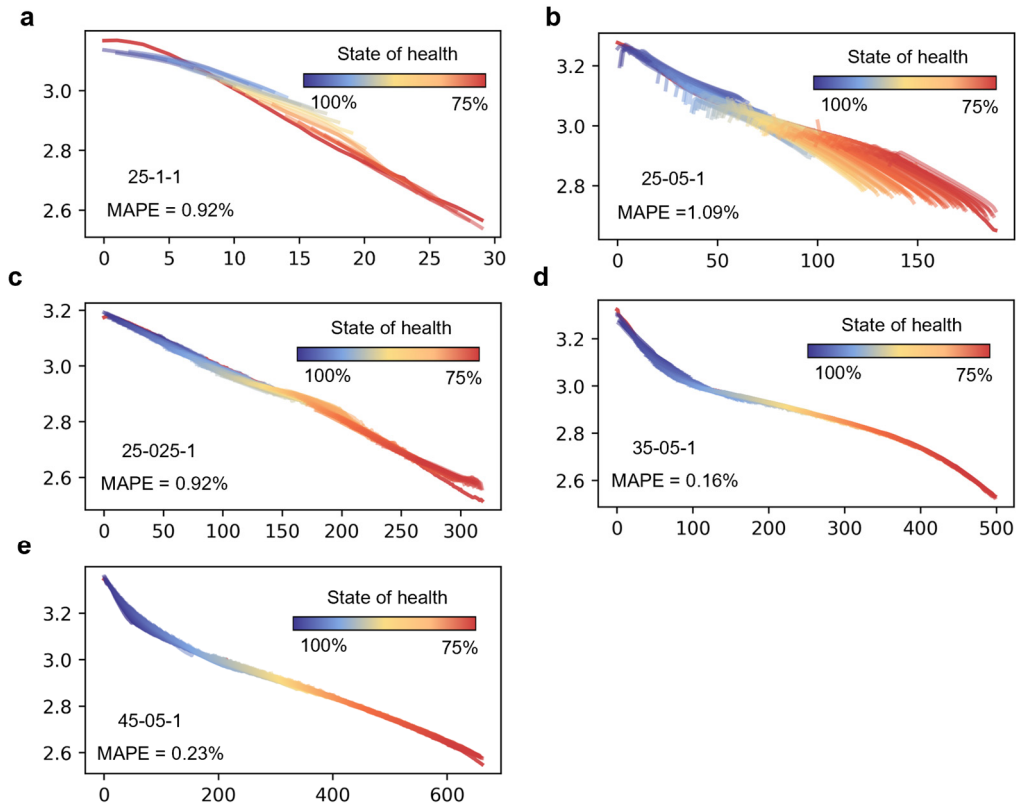 a
State of health
100% 75%
3.0
2.8
2.6
25-1-1
MAPE = 0.92%
0 5 10 15 20 25 30
b
State of health
100% 75%
3.2
3.0
2.8
25-05-1
MAPE =1.09%
0 50 100 150
c
State of health
100% 75%
3.2
3.0
2.8
2.6
25-025-1
MAPE = 0.92%
0 50 100 150 200 250 300
d
State of health
100% 75%
3.2
3.0
2.8
2.6
35-05-1
MAPE = 0.16%
0 100 200 300 400 500
e
State of health
100% 75%
3.2
3.0
2.8
2.6
45-05-1
MAPE = 0.23%
0 200 400 600